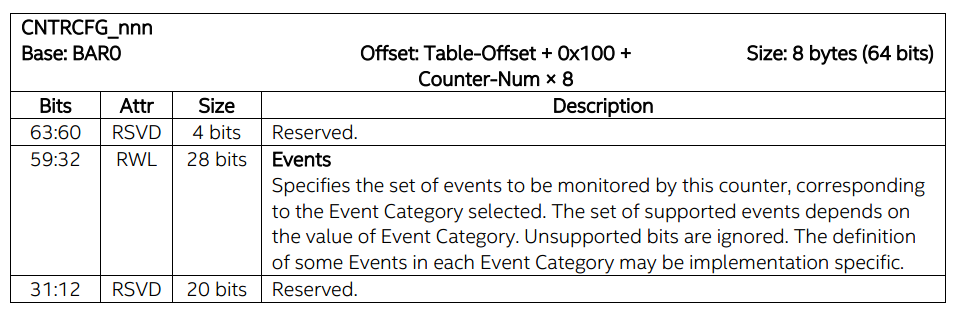 CNTRCFG_nnn
Base: BAR0 Offset: Table-Offset + 0x100 + Size: 8 bytes (64 bits)
Counter-Num × 8
Bits Attr Size Description
63:60 RSVD 4 bits Reserved.
59:32 RWL 28 bits Events
Specifies the set of events to be monitored by this counter, corresponding
to the Event Category selected. The set of supported events depends on
the value of Event Category. Unsupported bits are ignored. The definition
of some Events in each Event Category may be implementation specific.
31:12 RSVD 20 bits Reserved.